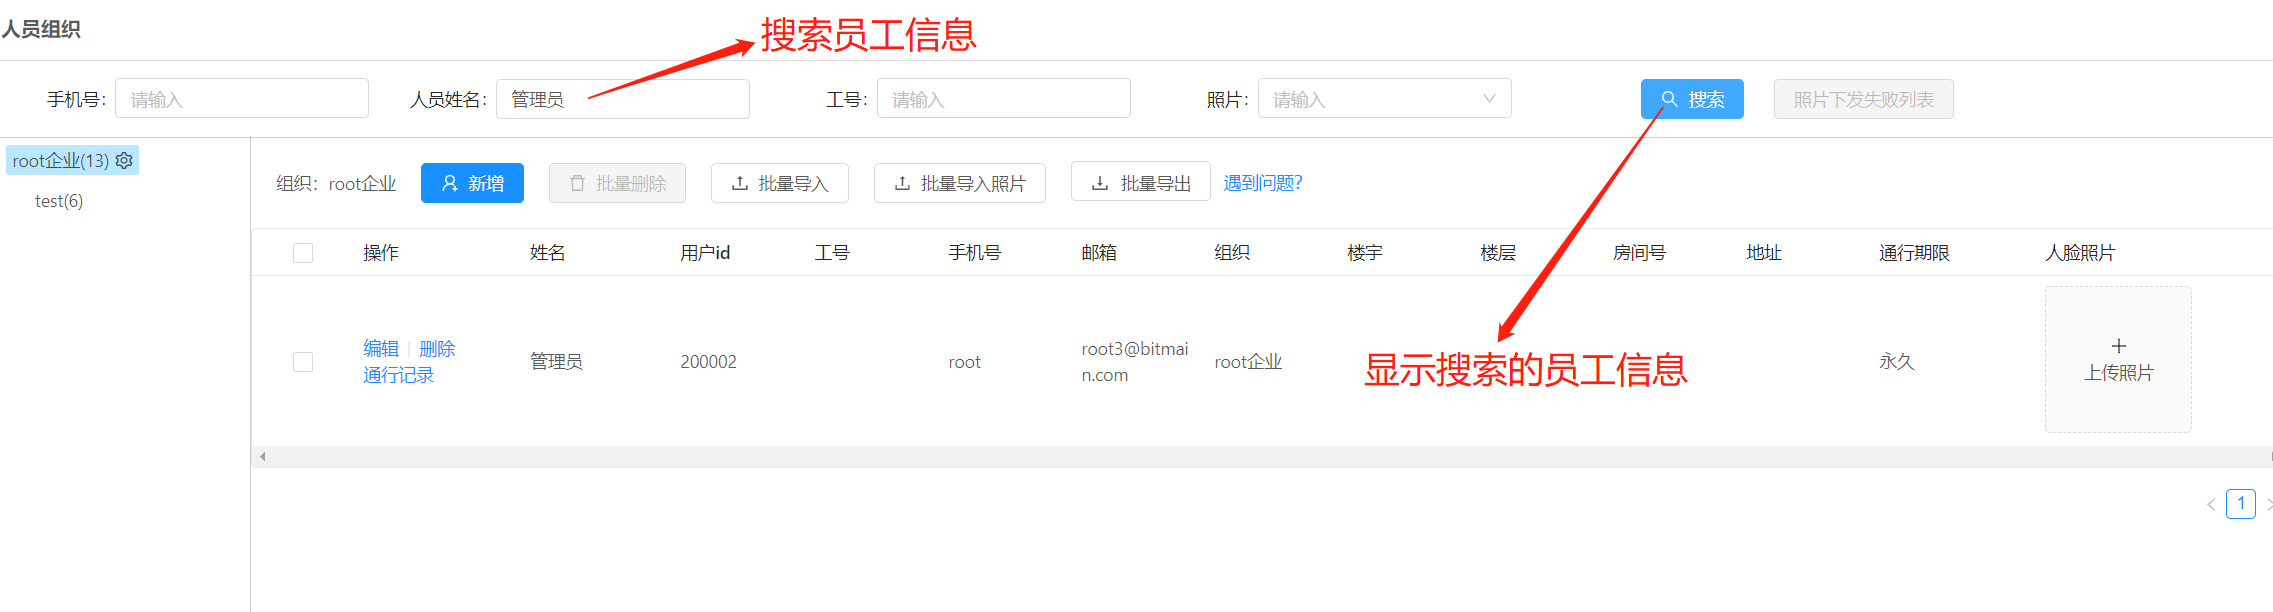 人员组织
搜索员工信息
手机号: 请输入 人员姓名: 管理员 工号: 请输入 照片: 请输入 搜索 照片下发失败列表
root企业(13)
test(6)
组织: root企业 新增 批量删除 批量导入 批量导入照片 批量导出 遇到问题?
操作 姓名 用户id 工号 手机号 邮箱 组织 楼宇 楼层 房间号 地址 通行期限 人脸照片
编辑 | 删除
通行记录
管理员 200002 root
root3@bitmai
n.com
root企业 永久
上传照片
显示搜索的员工信息
1